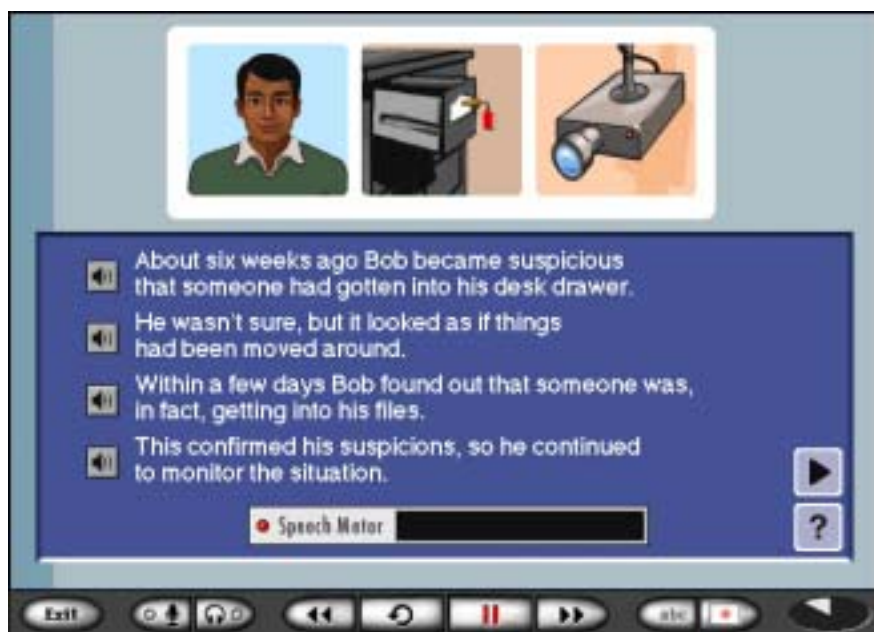 About six weeks ago Bob became suspicious
that someone had gotten into his desk drawer.
He wasn't sure, but it looked as if things
had been moved around.
Within a few days Bob found out that someone was,
in fact, getting into his files.
This confirmed his suspicions, so he continued
to monitor the situation.
Speech Meter
?
Exit
abc